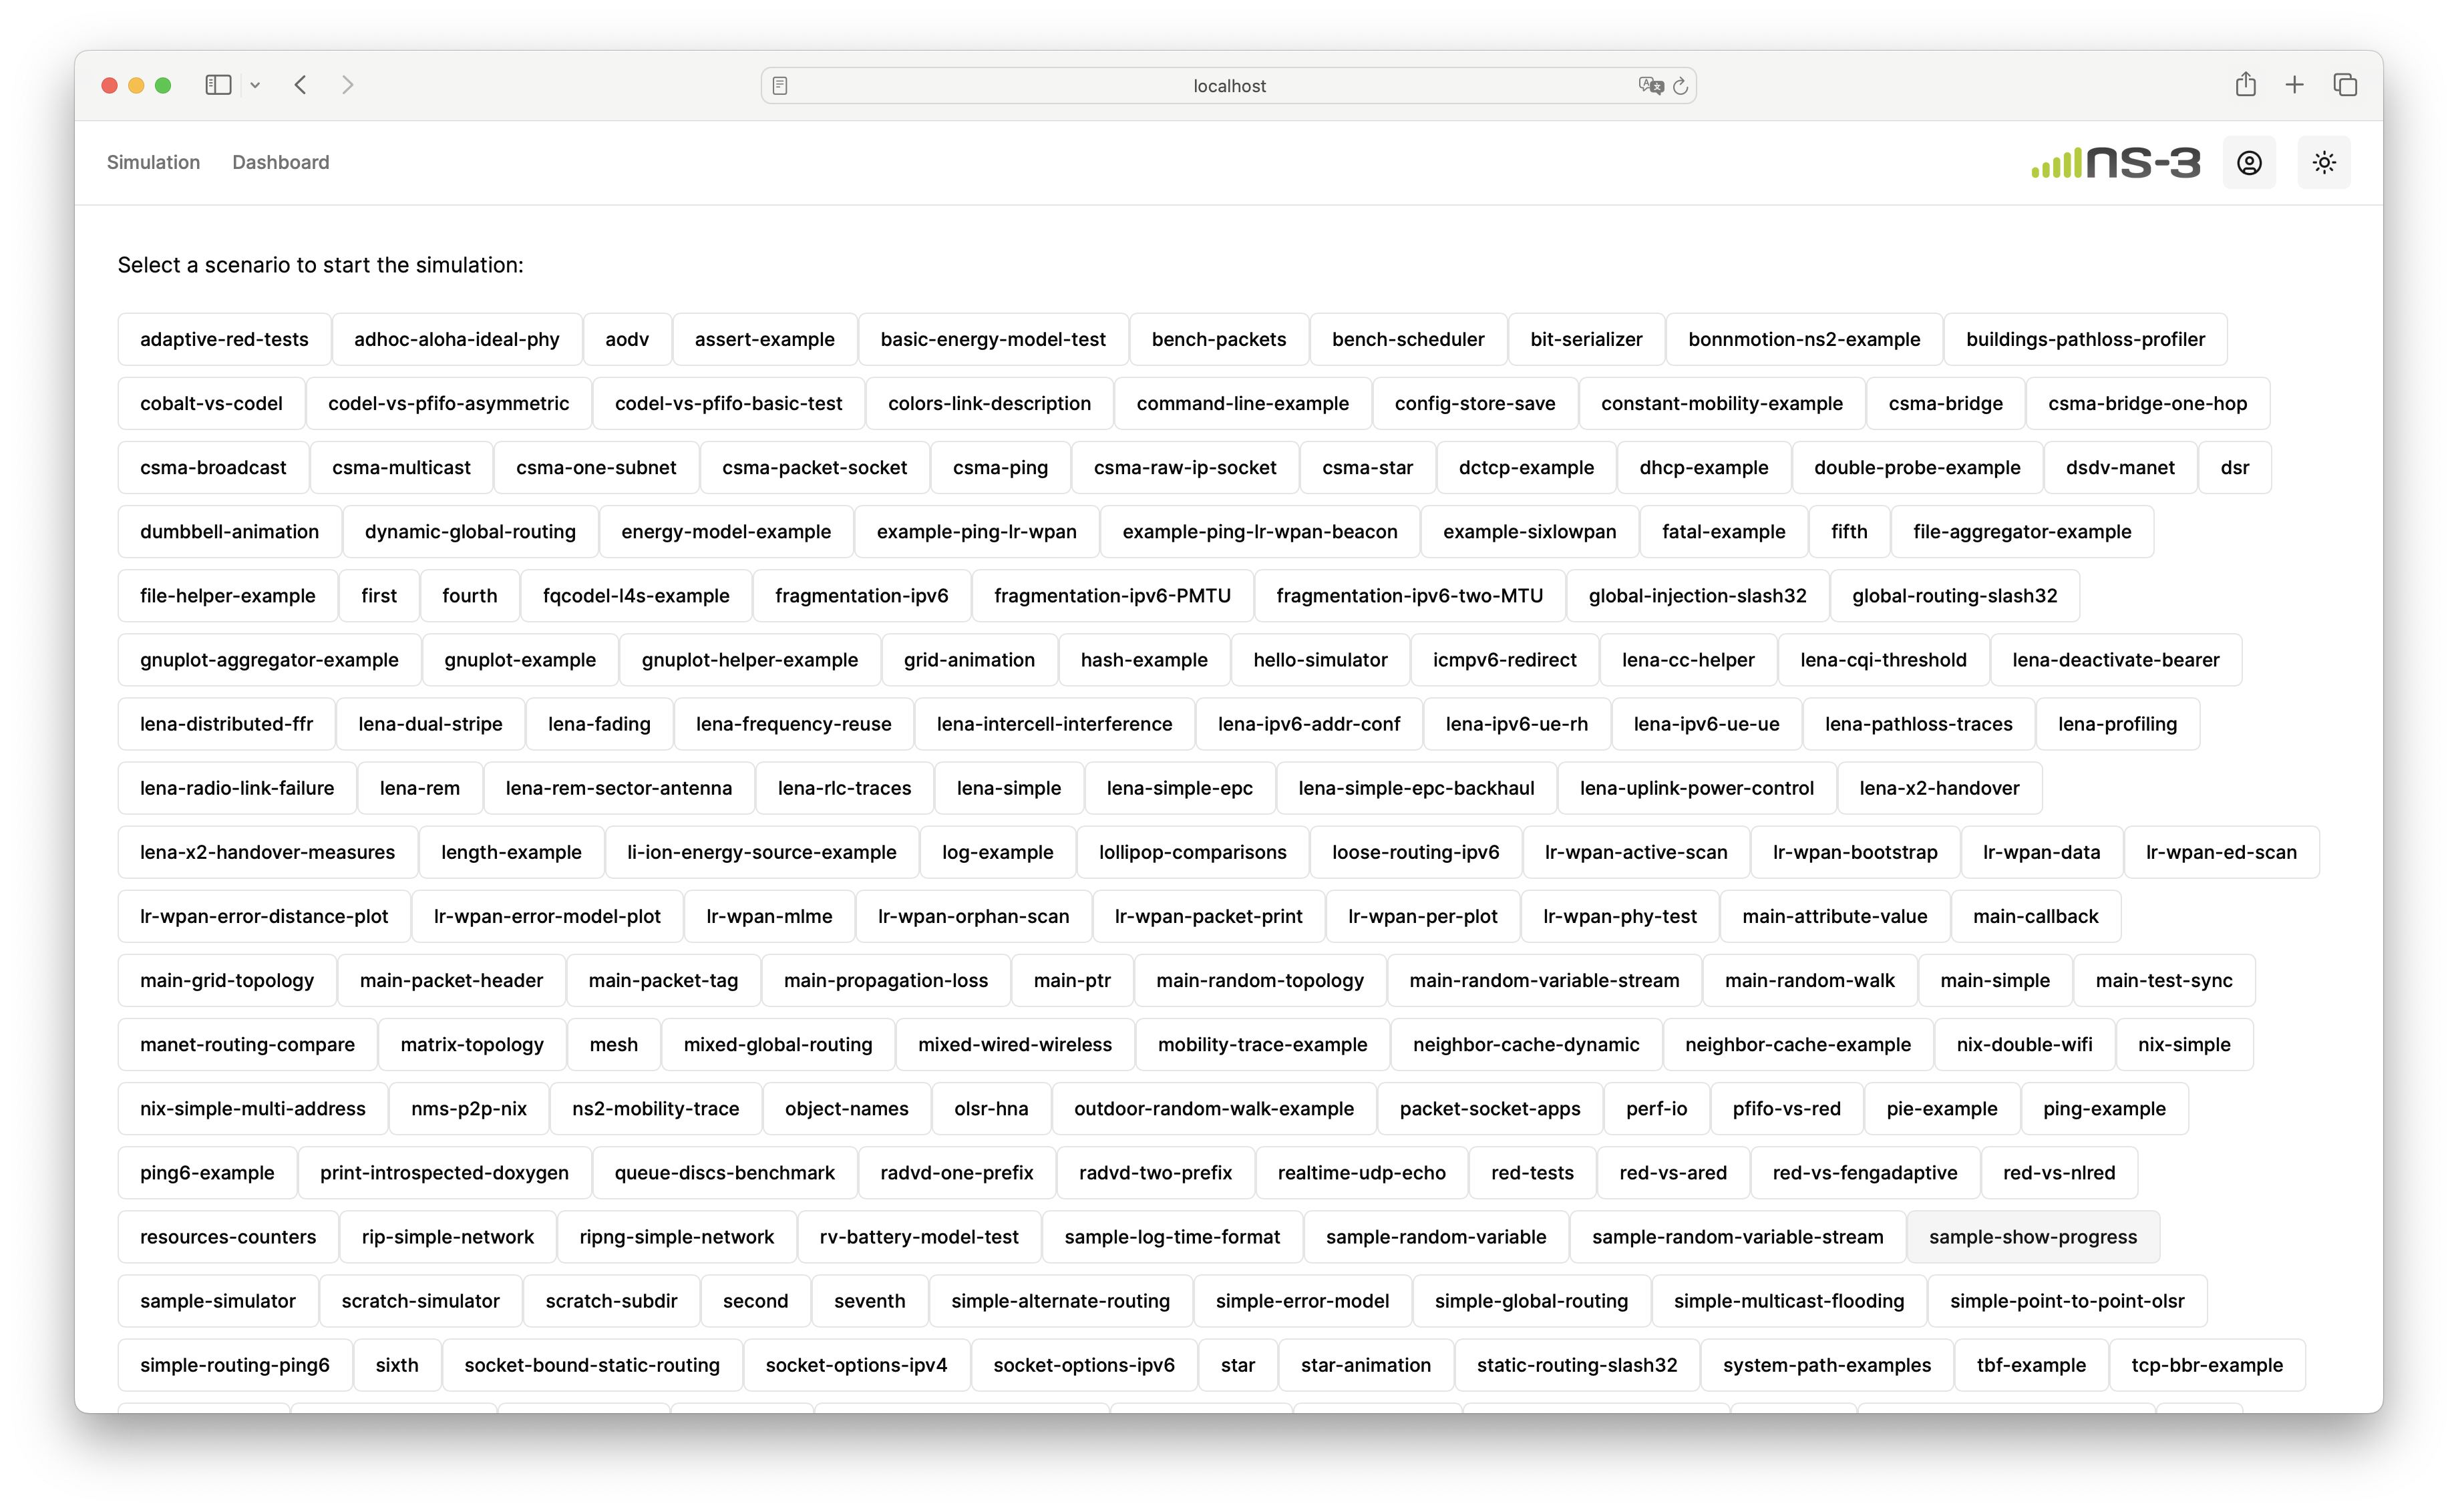 localhost
Simulation Dashboard ns-3
Select a scenario to start the simulation:
adaptive-red-tests adhoc-aloha-ideal-phy aodv assert-example basic-energy-model-test bench-packets bench-scheduler bit-serializer bonnmotion-ns2-example buildings-pathloss-profiler
cobalt-vs-codel codel-vs-pfifo-asymmetric codel-vs-pfifo-basic-test colors-link-description command-line-example config-store-save constant-mobility-example csma-bridge csma-bridge-one-hop
csma-broadcast csma-multicast csma-one-subnet csma-packet-socket csma-ping csma-raw-ip-socket csma-star dctcp-example dhcp-example double-probe-example dsdv-manet dsr
dumbbell-animation dynamic-global-routing energy-model-example example-ping-lr-wpan example-ping-lr-wpan-beacon example-sixlowpan fatal-example fifth file-aggregator-example
file-helper-example first fourth fqcodel-l4s-example fragmentation-ipv6 fragmentation-ipv6-PMTU fragmentation-ipv6-two-MTU global-injection-slash32 global-routing-slash32
gnuplot-aggregator-example gnuplot-example gnuplot-helper-example grid-animation hash-example hello-simulator icmpv6-redirect lena-cc-helper lena-cqi-threshold lena-deactivate-bearer
lena-distributed-ffr lena-dual-stripe lena-fading lena-frequency-reuse lena-intercell-interference lena-ipv6-addr-conf lena-ipv6-ue-rh lena-ipv6-ue-ue lena-pathloss-traces lena-profiling
lena-radio-link-failure lena-rem lena-rem-sector-antenna lena-rlc-traces lena-simple lena-simple-epc lena-simple-epc-backhaul lena-uplink-power-control lena-x2-handover
lena-x2-handover-measures length-example li-ion-energy-source-example log-example lollipop-comparisons loose-routing-ipv6 lr-wpan-active-scan lr-wpan-bootstrap lr-wpan-data lr-wpan-ed-scan
lr-wpan-error-distance-plot lr-wpan-error-model-plot lr-wpan-mlme lr-wpan-orphan-scan lr-wpan-packet-print lr-wpan-per-plot lr-wpan-phy-test main-attribute-value main-callback
main-grid-topology main-packet-header main-packet-tag main-propagation-loss main-ptr main-random-topology main-random-variable-stream main-random-walk main-simple main-test-sync
manet-routing-compare matrix-topology mesh mixed-global-routing mixed-wired-wireless mobility-trace-example neighbor-cache-dynamic neighbor-cache-example nix-double-wifi nix-simple
nix-simple-multi-address nms-p2p-nix ns2-mobility-trace object-names olsr-hna outdoor-random-walk-example packet-socket-apps perf-io pfifo-vs-red pie-example ping-example
ping6-example print-introspected-doxygen queue-discs-benchmark radvd-one-prefix radvd-two-prefix realtime-udp-echo red-tests red-vs-ared red-vs-fengadaptive red-vs-nlred
resources-counters rip-simple-network ripng-simple-network rv-battery-model-test sample-log-time-format sample-random-variable sample-random-variable-stream sample-show-progress
sample-simulator scratch-simulator scratch-subdir second seventh simple-alternate-routing simple-error-model simple-global-routing simple-multicast-flooding simple-point-to-point-olsr
simple-routing-ping6 sixth socket-bound-static-routing socket-options-ipv4 socket-options-ipv6 star star-animation static-routing-slash32 system-path-examples tbf-example tcp-bbr-example